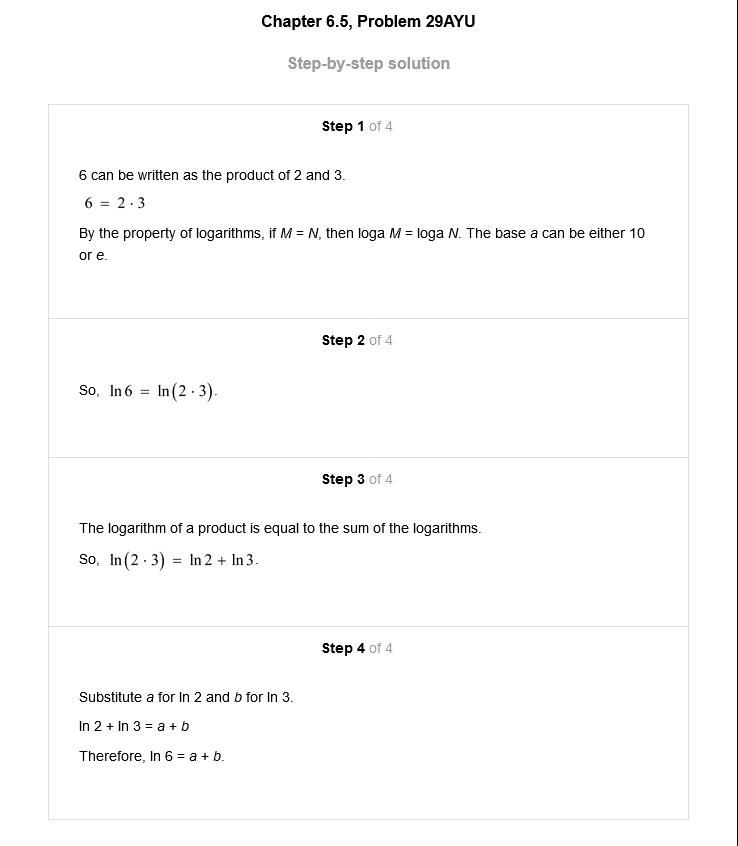 Chapter 6.5, Problem 29AYU
Step-by-step solution
Step 1 of 4
6 can be written as the product of 2 and 3.
6 = 2 · 3
By the property of logarithms, if M = N, then loga M = loga N. The base a can be either 10
or e.
Step 2 of 4
So, ln 6 = ln(2 · 3).
Step 3 of 4
The logarithm of a product is equal to the sum of the logarithms.
So, ln(2 · 3) = ln 2 + ln 3.
Step 4 of 4
Substitute a for ln 2 and b for ln 3.
ln 2 + ln 3 = a + b
Therefore, ln 6 = a + b.